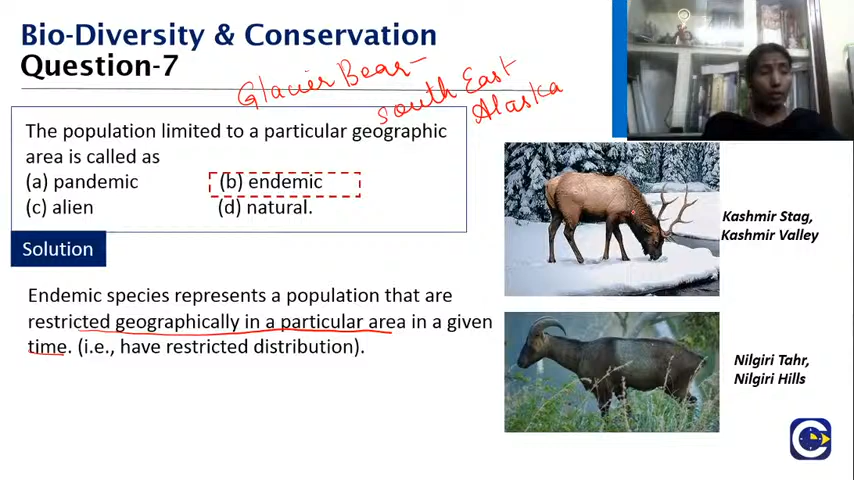 Bio-Diversity & Conservation
Question-7
Glacier Bear-
South East
Alaska
The population limited to a particular geographic
area is called as
(a) pandemic (b) endemic
(c) alien (d) natural.
Solution
Endemic species represents a population that are
restricted geographically in a particular area in a given
time. (i.e., have restricted distribution).
Kashmir Stag,
Kashmir Valley
Nilgiri Tahr,
Nilgiri Hills